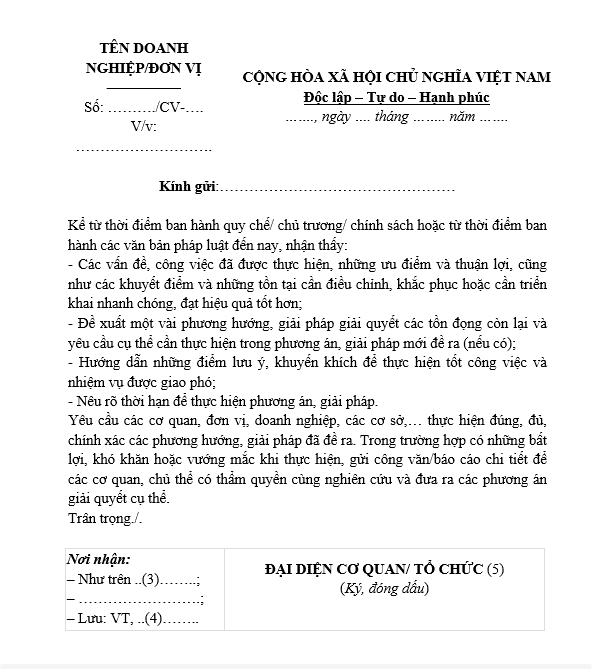 TÊN DOANH
NGHIỆP/ĐƠN VỊ
Số: ………./CV-….
V/v:
……………………….
CỘNG HÒA XÃ HỘI CHỦ NGHĨA VIỆT NAM
Độc lập – Tự do – Hạnh phúc
……., ngày …. tháng …….. năm …….
Kính gửi:…………………………………………
Kể từ thời điểm ban hành quy chế/ chủ trương/ chính sách hoặc từ thời điểm ban
hành các văn bản pháp luật đến nay, nhận thấy:
- Các vấn đề, công việc đã được thực hiện, những ưu điểm và thuận lợi, cũng
như các khuyết điểm và những tồn tại cần điều chỉnh, khắc phục hoặc cần triển
khai nhanh chóng, đạt hiệu quả tốt hơn;
- Đề xuất một vài phương hướng, giải pháp giải quyết các tồn đọng còn lại và
yêu cầu cụ thể cần thực hiện trong phương án, giải pháp mới đề ra (nếu có);
- Hướng dẫn những điểm lưu ý, khuyến khích để thực hiện tốt công việc và
nhiệm vụ được giao phó;
- Nêu rõ thời hạn để thực hiện phương án, giải pháp.
Yêu cầu các cơ quan, đơn vị, doanh nghiệp, các cơ sở,… thực hiện đúng, đủ,
chính xác các phương hướng, giải pháp đã đề ra. Trong trường hợp có những bất
lợi, khó khăn hoặc vướng mắc khi thực hiện, gửi công văn/báo cáo chi tiết để
các cơ quan, chủ thể có thẩm quyền cùng nghiên cứu và đưa ra các phương án
giải quyết cụ thể.
Trân trọng./.
Nơi nhận:
– Như trên ..(3)……..;
– …………………….;
– Lưu: VT, ..(4)……..
ĐẠI DIỆN CƠ QUAN/ TỔ CHỨC (5)
(Ký, đóng dấu)